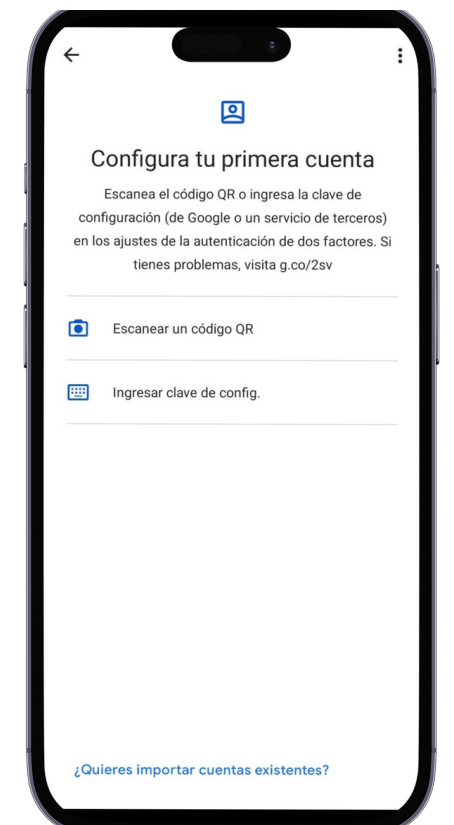 Configura tu primera cuenta
Escanea el código QR o ingresa la clave de
configuración (de Google o un servicio de terceros)
en los ajustes de la autenticación de dos factores. Si
tienes problemas, visita g.co/2sv
Escanear un código QR
Ingresar clave de config.
¿Quieres importar cuentas existentes?